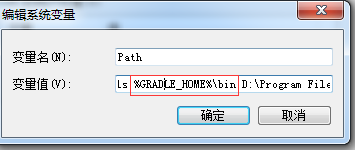 编辑系统变量
变量名(N):
Path
变量值(V):
ls %GRADLE_HOME%\bin D:\Program File
确定
取消